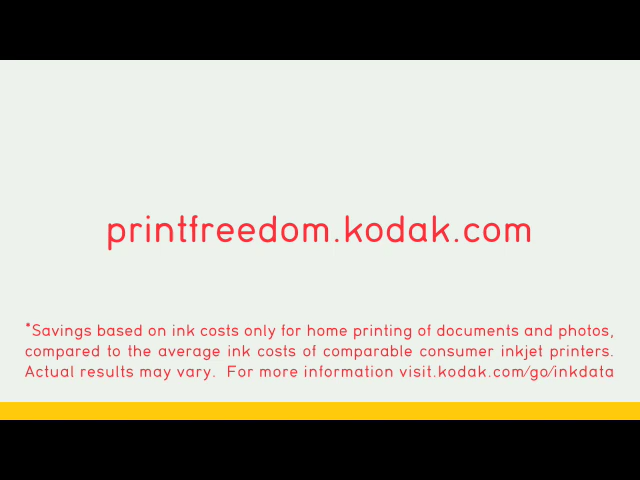 printfreedom.kodak.com
*Savings based on ink costs only for home printing of documents and photos,
compared to the average ink costs of comparable consumer inkjet printers.
Actual results may vary.  For more information visit.kodak.com/go/inkdata